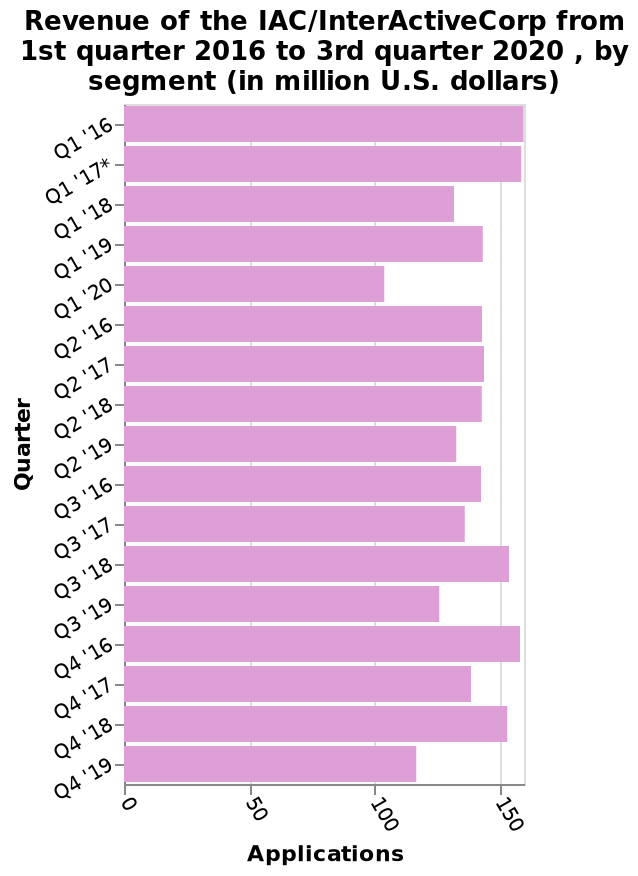 Revenue of the IAC/InterActiveCorp from
1st quarter 2016 to 3rd quarter 2020 , by
segment (in million U.S. dollars)
Q1 '16
Q1 '17*
Q1 '18
Q1 '19
Q1 '20
Q2 '16
Q2 '17
Q2 '18
Q2 '19
Q3 '16
Q3 '17
Q3 '18
Q3 '19
Q4 '16
Q4 '17
Q4 '18
Q4 '19
Quarter
0
50
100
150
Applications